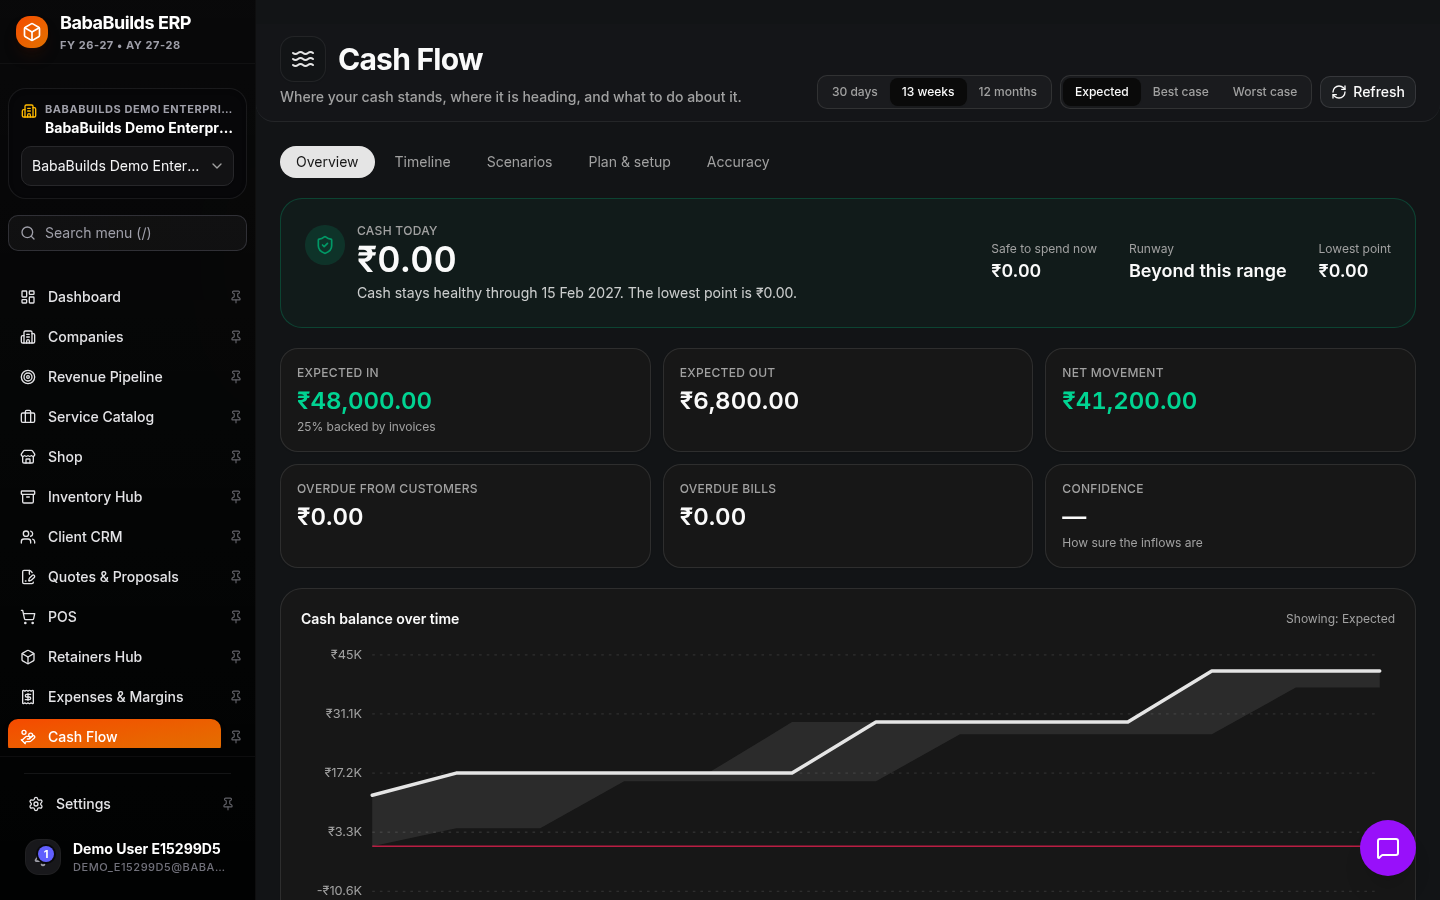 BabaBuilds ERP
FY 26-27 • AY 27-28
BABABUILDS DEMO ENTERPRI...
BabaBuilds Demo Enterpr...
BabaBuilds Demo Enter...
Search menu (/)
Dashboard
Companies
Revenue Pipeline
Service Catalog
Shop
Inventory Hub
Client CRM
Quotes & Proposals
POS
Retainers Hub
Expenses & Margins
Cash Flow
Settings
1
Demo User E15299D5
DEMO_E15299D5@BABA...
Cash Flow
Where your cash stands, where it is heading, and what to do about it.
30 days 13 weeks 12 months
Expected Best case Worst case
Refresh
Overview Timeline Scenarios Plan & setup Accuracy
CASH TODAY
₹0.00
Cash stays healthy through 15 Feb 2027. The lowest point is ₹0.00.
Safe to spend now
₹0.00
Runway
Beyond this range
Lowest point
₹0.00
EXPECTED IN
₹48,000.00
25% backed by invoices
EXPECTED OUT
₹6,800.00
NET MOVEMENT
₹41,200.00
OVERDUE FROM CUSTOMERS
₹0.00
OVERDUE BILLS
₹0.00
CONFIDENCE
—
How sure the inflows are
Cash balance over time
Showing: Expected
₹45K
₹31.1K
₹17.2K
₹3.3K
-₹10.6K